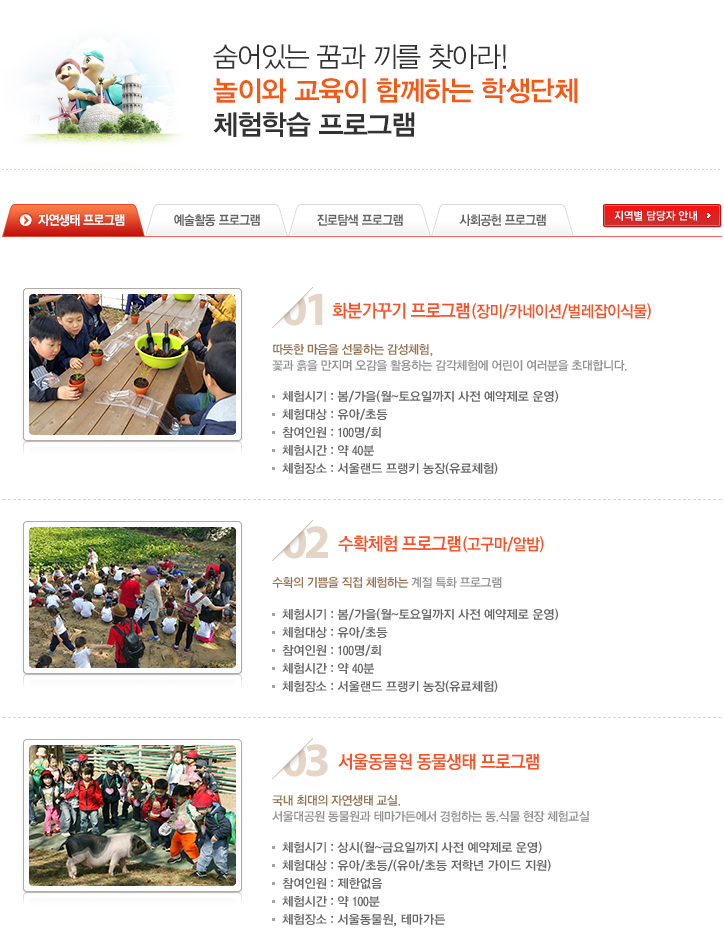 숨어있는 꿈과 끼를 찾아라!
놀이와 교육이 함께하는 학생단체
체험학습 프로그램
자연생태 프로그램
예술활동 프로그램
진로탐색 프로그램
사회공헌 프로그램
지역별 담당자 안내
01 화분가꾸기 프로그램(장미/카네이션/벌레잡이식물)
따뜻한 마음을 선물하는 감성체험,
꽃과 흙을 만지며 오감을 활용하는 감각체험에 어린이 여러분을 초대합니다.
체험시기 : 봄/가을(월~토요일까지 사전 예약제로 운영)
체험대상 : 유아/초등
참여인원 : 100명/회
체험시간 : 약 40분
체험장소 : 서울랜드 프랭키 농장(유료체험)
02 수확체험 프로그램(고구마/알밤)
수확의 기쁨을 직접 체험하는 계절 특화 프로그램
체험시기 : 봄/가을(월~토요일까지 사전 예약제로 운영)
체험대상 : 유아/초등
참여인원 : 100명/회
체험시간 : 약 40분
체험장소 : 서울랜드 프랭키 농장(유료체험)
03 서울동물원 동물생태 프로그램
국내 최대의 자연생태 교실.
서울대공원 동물원과 테마가든에서 경험하는 동.식물 현장 체험교실
체험시기 : 상시(월~금요일까지 사전 예약제로 운영)
체험대상 : 유아/초등/(유아/초등 저학년 가이드 지원)
참여인원 : 제한없음
체험시간 : 약 100분
체험장소 : 서울동물원, 테마가든